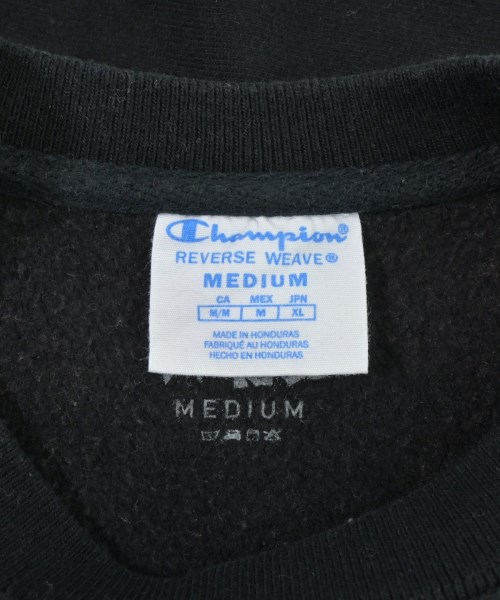 Champion®
REVERSE WEAVE®
MEDIUM
CA MEX JPN
M/M M XL
MADE IN HONDURAS
FABRIQUÉ AU HONDURAS
HECHO EN HONDURAS
MEDIUM